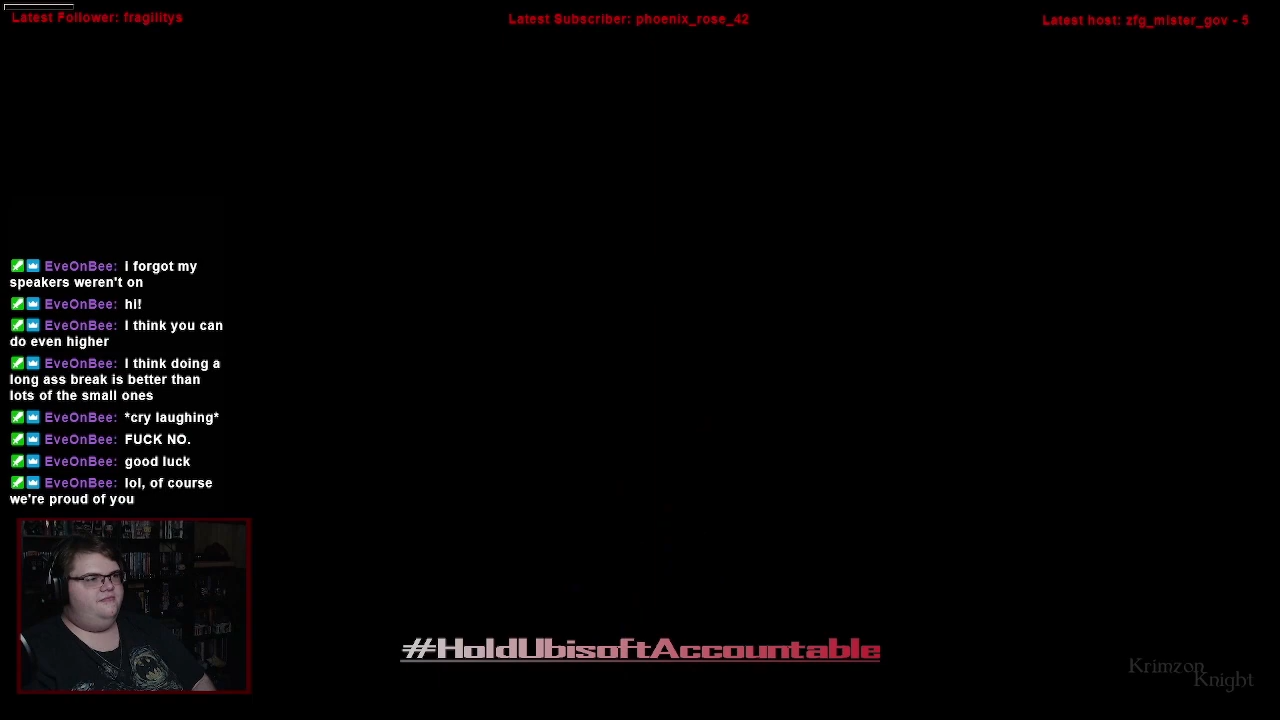 Latest Follower: fragilitys
Latest Subscriber: phoenix_rose_42
Latest host: zfg_mister_gov - 5
EveOnBee: I forgot my
speakers weren't on
EveOnBee: hi!
EveOnBee: I think you can
do even higher
EveOnBee: I think doing a
long ass break is better than
lots of the small ones
EveOnBee: *cry laughing*
EveOnBee: FUCK NO.
EveOnBee: good luck
EveOnBee: lol, of course
we're proud of you
#HoldUbisoftAccountable
Krimzon
Knight